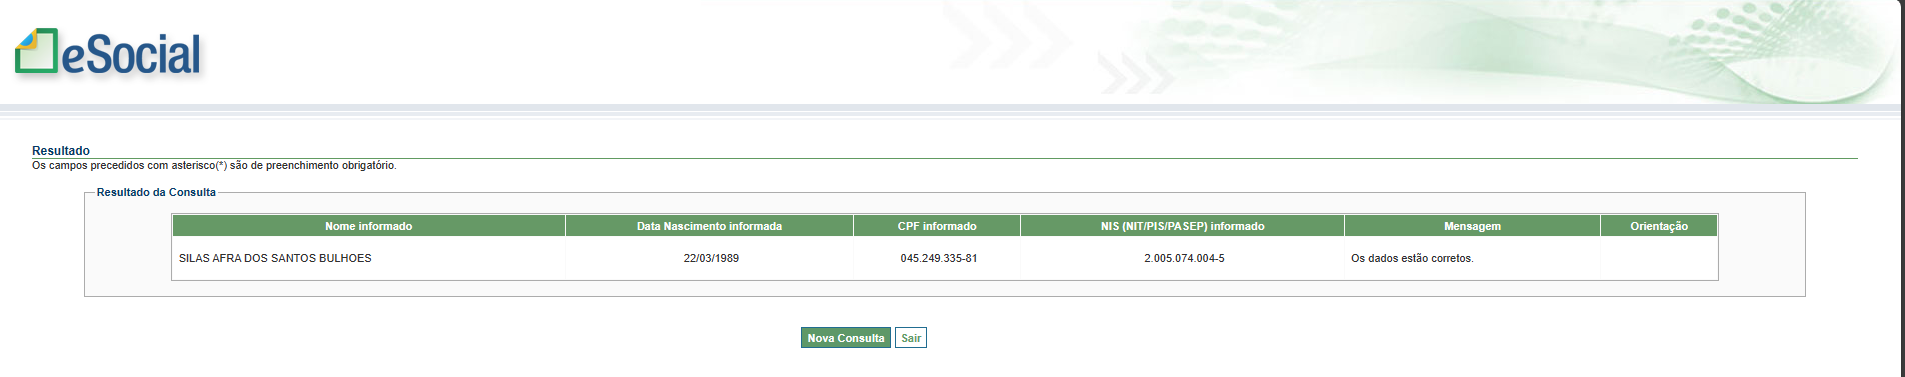 eSocial
Resultado
Os campos precedidos com asterisco(*) são de preenchimento obrigatório.
Resultado da Consulta
Nome informado Data Nascimento informada CPF informado NIS (NIT/PIS/PASEP) informado Mensagem Orientação
SILAS AFRA DOS SANTOS BULHOES 22/03/1989 045.249.335-81 2.005.074.004-5 Os dados estão corretos.
Nova Consulta Sair